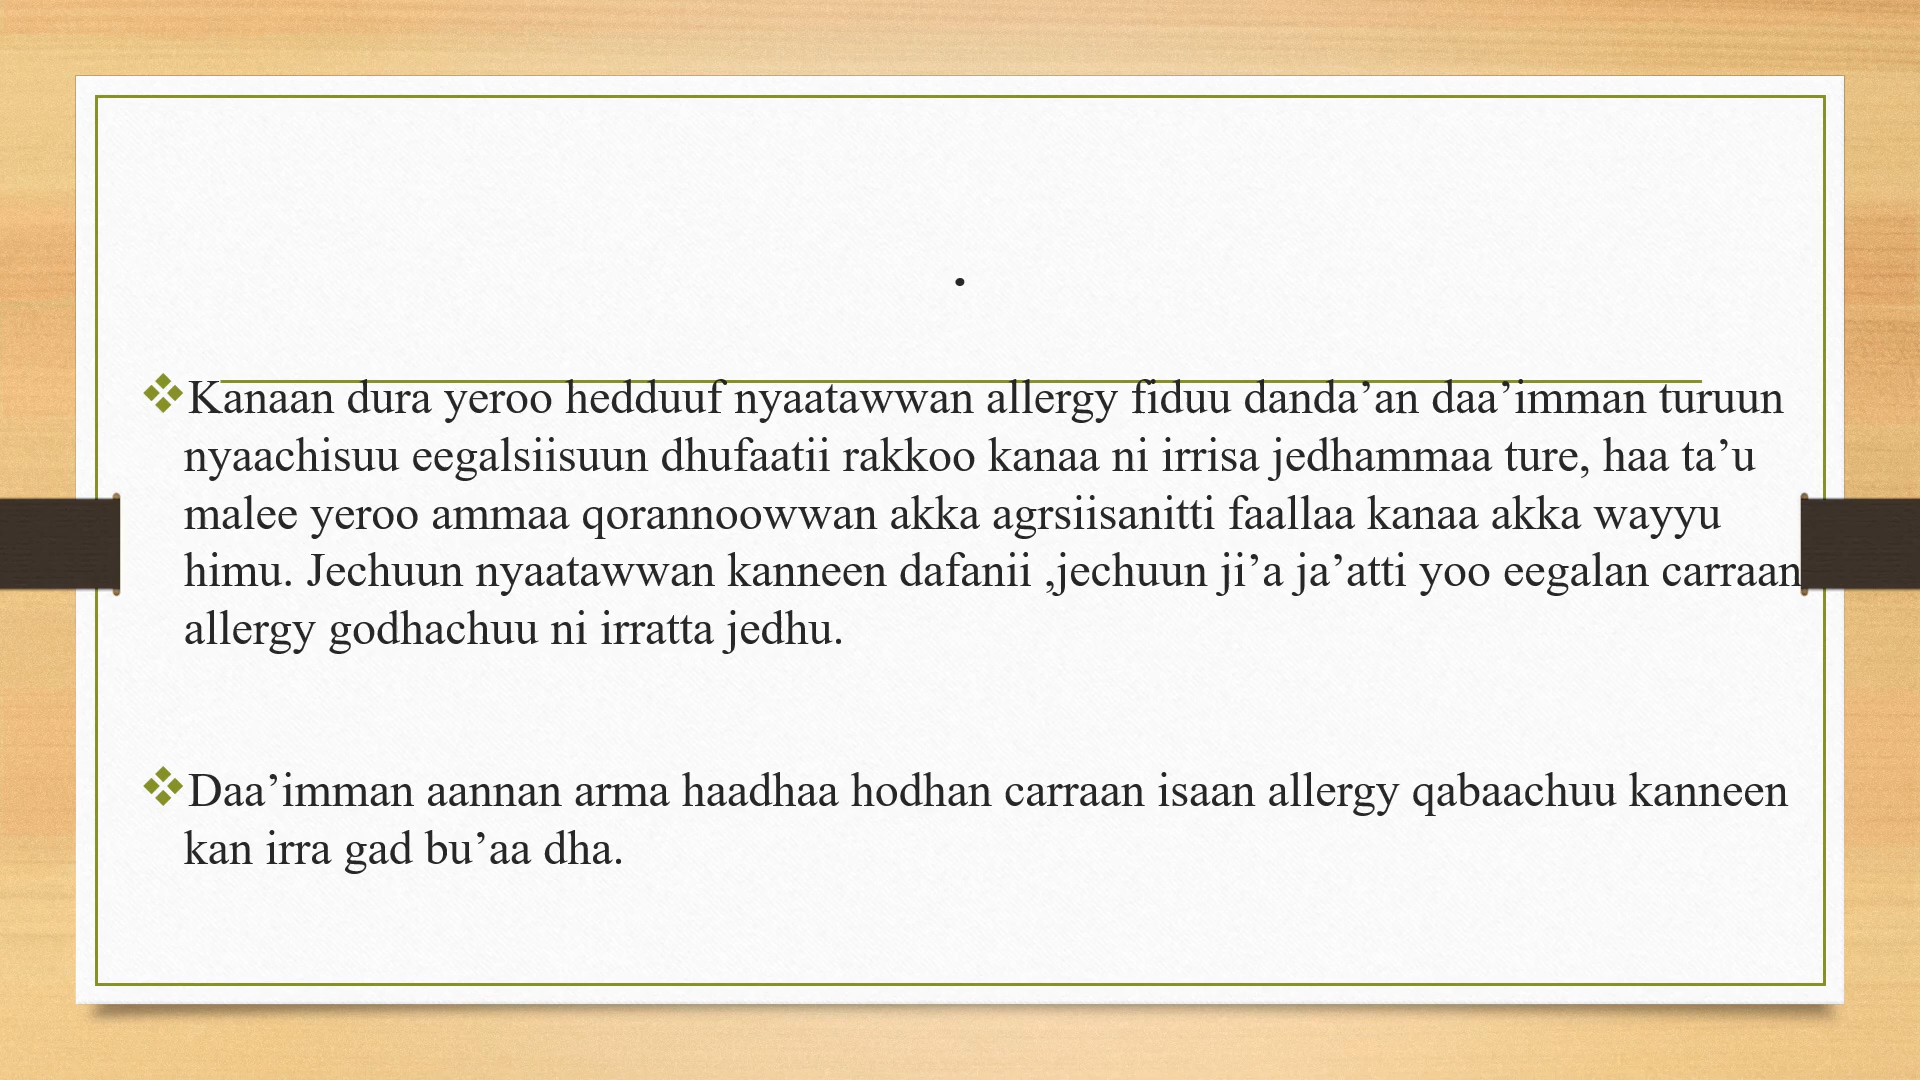 .
❖Kanaan dura yeroo hedduuf nyaatawwan allergy fiduu danda’an daa’imman turuun
nyaachisuu eegalsiisuun dhufaatii rakkoo kanaa ni irrisa jedhammaa ture, haa ta’u
malee yeroo ammaa qorannoowwan akka agrsiisanitti faallaa kanaa akka wayyu
himu. Jechuun nyaatawwan kanneen dafanii ,jechuun ji’a ja’atti yoo eegalan carraan
allergy godhachuu ni irratta jedhu.
❖Daa’imman aannan arma haadhaa hodhan carraan isaan allergy qabaachuu kanneen
kan irra gad bu’aa dha.